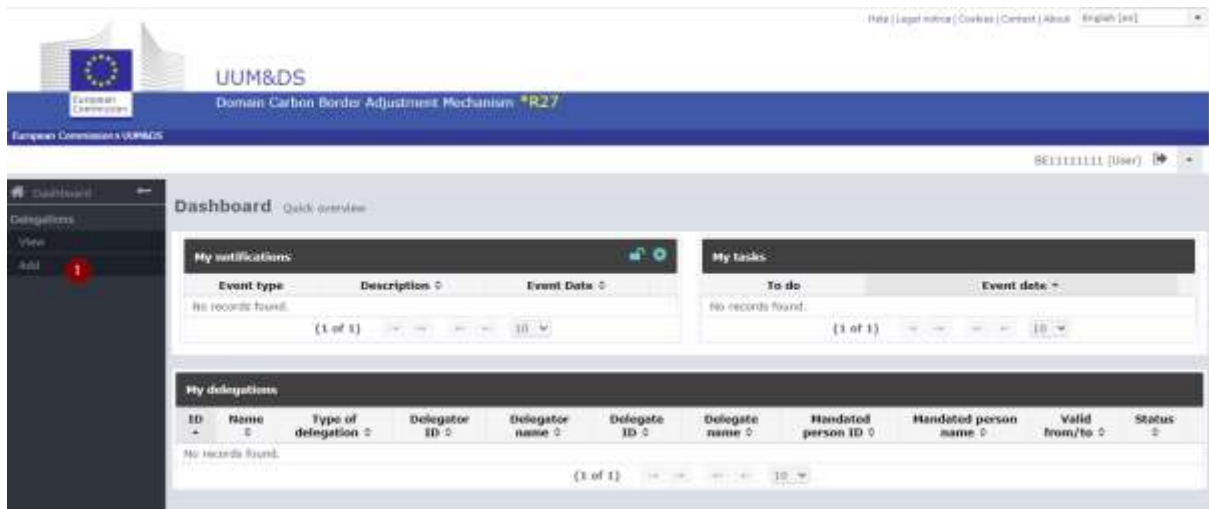 Help | Legal notice | Cookies | Contact | About English [en]
UUM&DS
European Commission
Domain Carbon Border Adjustment Mechanism *R27
European Commission > UUM&DS
BE11111111 (User)
Dashboard
Delegations
View
Add 1
Dashboard Quick overview
My notifications
Event type Description Event Date
No records found.
(1 of 1) 10
My tasks
To do Event date
No records found.
(1 of 1) 10
My delegations
ID Name Type of delegation Delegator ID Delegator name Delegate ID Delegate name Mandated person ID Mandated person name Valid from/to Status
No records found.
(1 of 1) 10